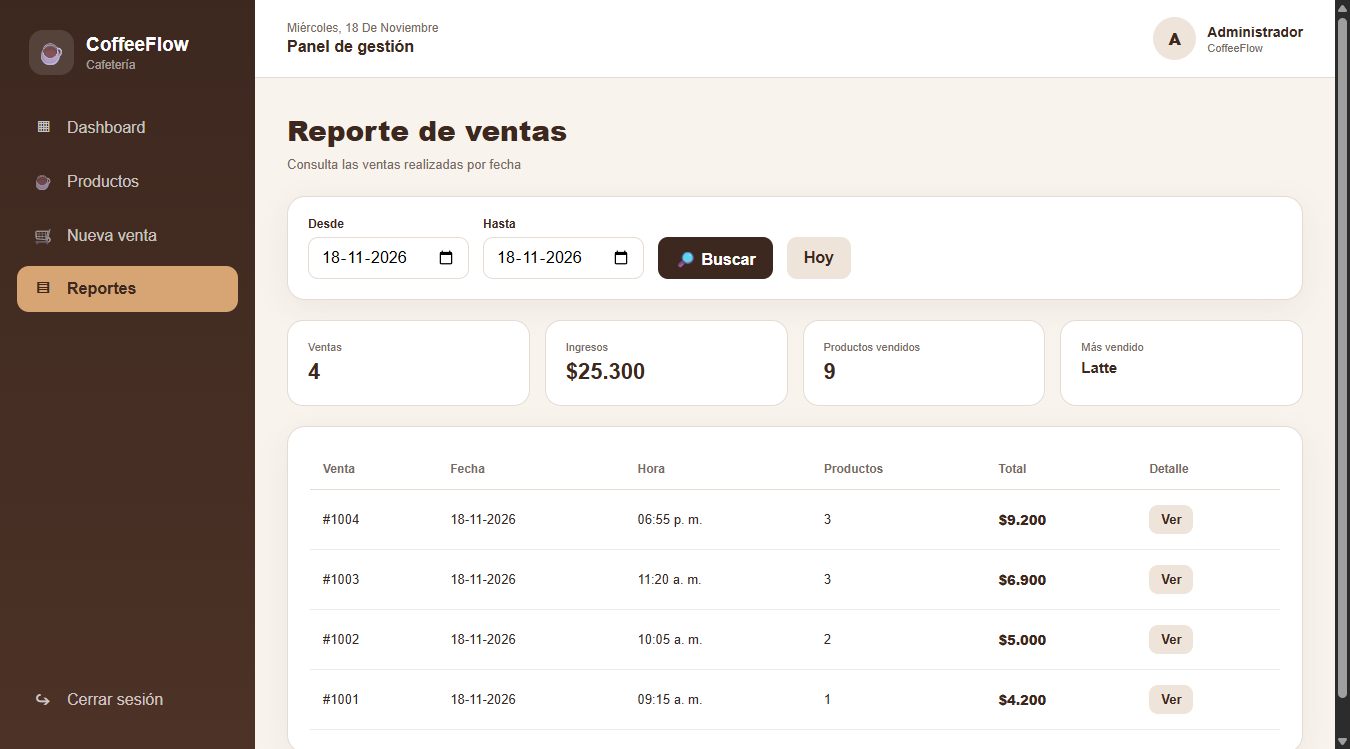 CoffeeFlow
Cafetería
Dashboard
Productos
Nueva venta
Reportes
Cerrar sesión
Miércoles, 18 De Noviembre
Panel de gestión
A
Administrador
CoffeeFlow
Reporte de ventas
Consulta las ventas realizadas por fecha
Desde Hasta
18-11-2026 18-11-2026 Buscar Hoy
Ventas Ingresos Productos vendidos Más vendido
4 $25.300 9 Latte
Venta Fecha Hora Productos Total Detalle
#1004 18-11-2026 06:55 p. m. 3 $9.200 Ver
#1003 18-11-2026 11:20 a. m. 3 $6.900 Ver
#1002 18-11-2026 10:05 a. m. 2 $5.000 Ver
#1001 18-11-2026 09:15 a. m. 1 $4.200 Ver